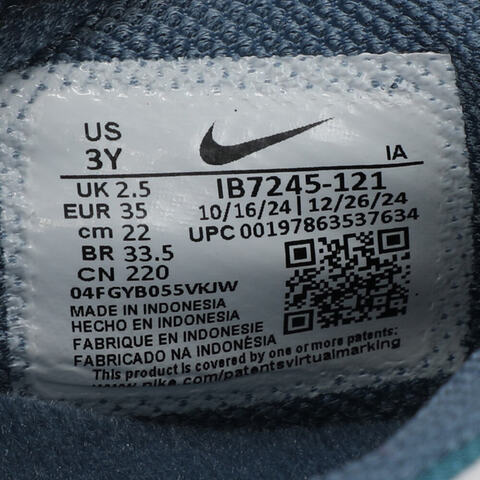 US
3Y
IA
UK 2.5
EUR 35
cm 22
BR 33.5
CN 220
IB7245-121
10/16/24 | 12/26/24
UPC 00197863537634
04FGYB055VKJW
MADE IN INDONESIA
HECHO EN INDONESIA
FABRIQUE EN INDONESIE
FABRICADO NA INDONÉSIA
This product is covered by one or more patents:
www.nike.com/patentsvirtualmarking